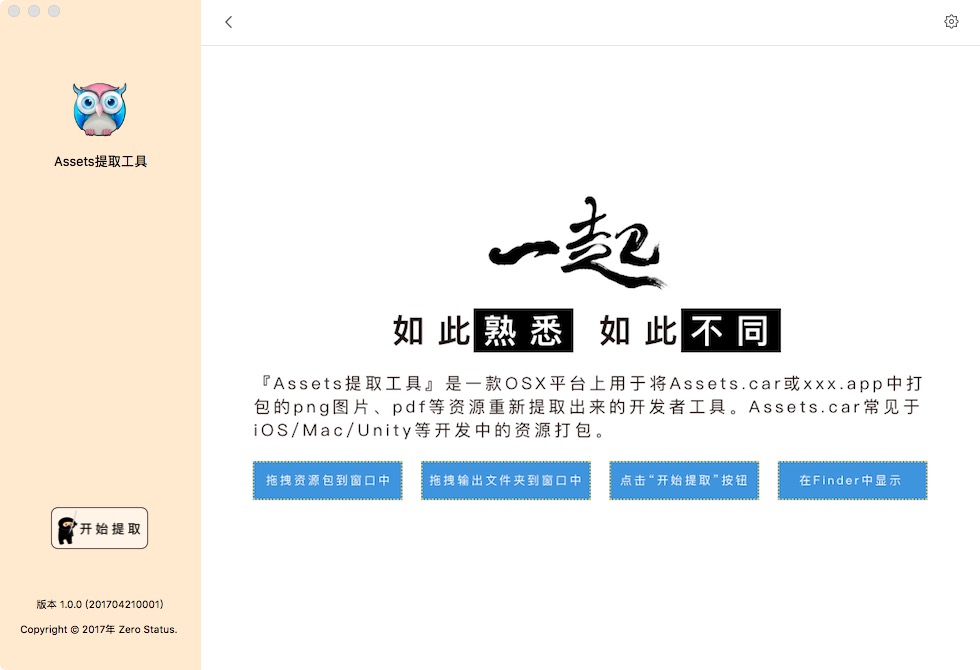 Assets提取工具
一起
如此熟悉 如此不同
『Assets提取工具』是一款OSX平台上用于将Assets.car或xxx.app中打
包的png图片、pdf等资源重新提取出来的开发者工具。Assets.car常见于
iOS/Mac/Unity等开发中的资源打包。
拖拽资源包到窗口中
拖拽输出文件夹到窗口中
点击“开始提取”按钮
在Finder中显示
开始提取
版本 1.0.0 (201704210001)
Copyright © 2017年 Zero Status.